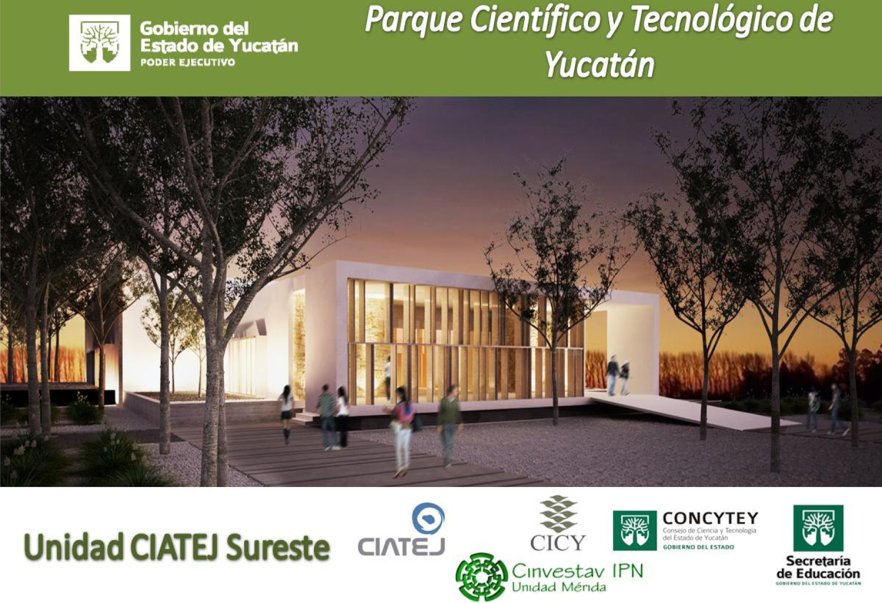 Gobierno del
Estado de Yucatán
PODER EJECUTIVO
Parque Científico y Tecnológico de
Yucatán
Unidad CIATEJ Sureste
CIATEJ
CICY
CONCYTEY
Consejo de Ciencia y Tecnología
del Estado de Yucatán
GOBIERNO DEL ESTADO
Cinvestav IPN
Unidad Mérida
Secretaría
de Educación
GOBIERNO DEL ESTADO DE YUCATAN